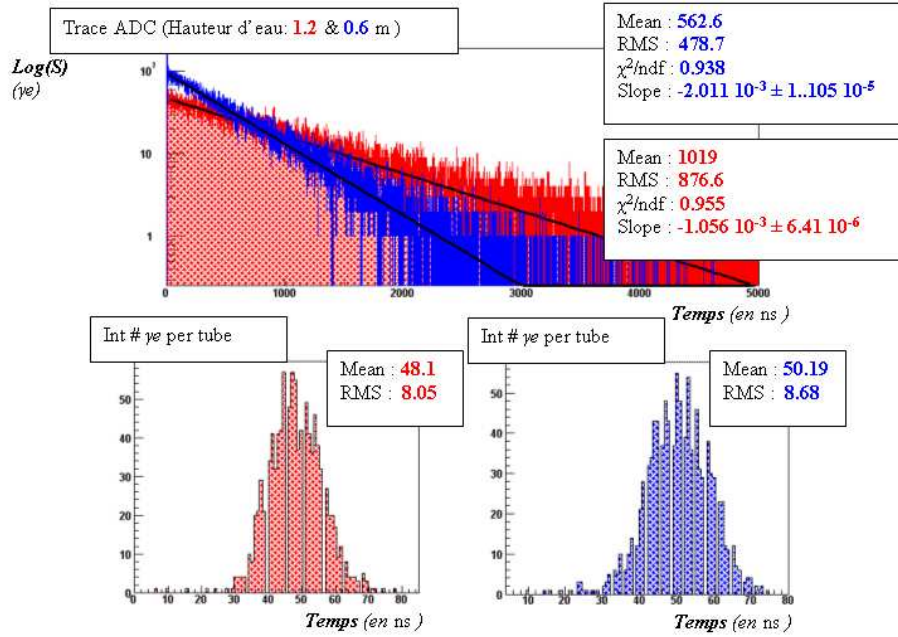 Trace ADC (Hauteur d'eau: 1.2 & 0.6 m )
Mean : 562.6
RMS : 478.7
χ²/ndf : 0.938
Slope : -2.011 10⁻³ ± 1..105 10⁻⁵
Log(S)
(γe)
10
1
Mean : 1019
RMS : 876.6
χ²/ndf : 0.955
Slope : -1.056 10⁻³ ± 6.41 10⁻⁶
0 1000 2000 3000 4000 5000
Temps (en ns )
Int # γe per tube
Mean : 48.1
RMS : 8.05
50
40
30
20
10
0
0 10 20 30 40 50 60 70 80
Temps (en ns )
Int # γe per tube
Mean : 50.19
RMS : 8.68
50
40
30
20
10
0
10 20 30 40 50 60 70 80
Temps (en ns )